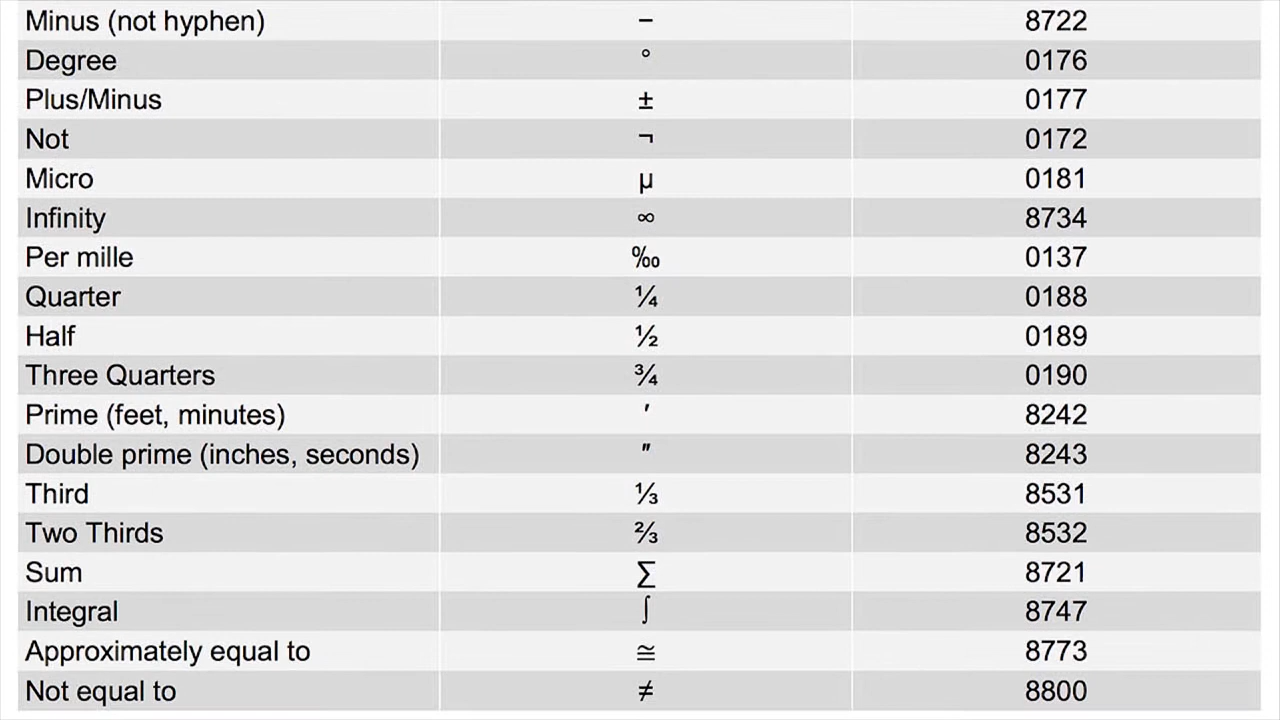 Minus (not hyphen) − 8722
Degree ° 0176
Plus/Minus ± 0177
Not ¬ 0172
Micro µ 0181
Infinity ∞ 8734
Per mille ‰ 0137
Quarter ¼ 0188
Half ½ 0189
Three Quarters ¾ 0190
Prime (feet, minutes) ′ 8242
Double prime (inches, seconds) ″ 8243
Third ⅓ 8531
Two Thirds ⅔ 8532
Sum ∑ 8721
Integral ∫ 8747
Approximately equal to ≅ 8773
Not equal to ≠ 8800